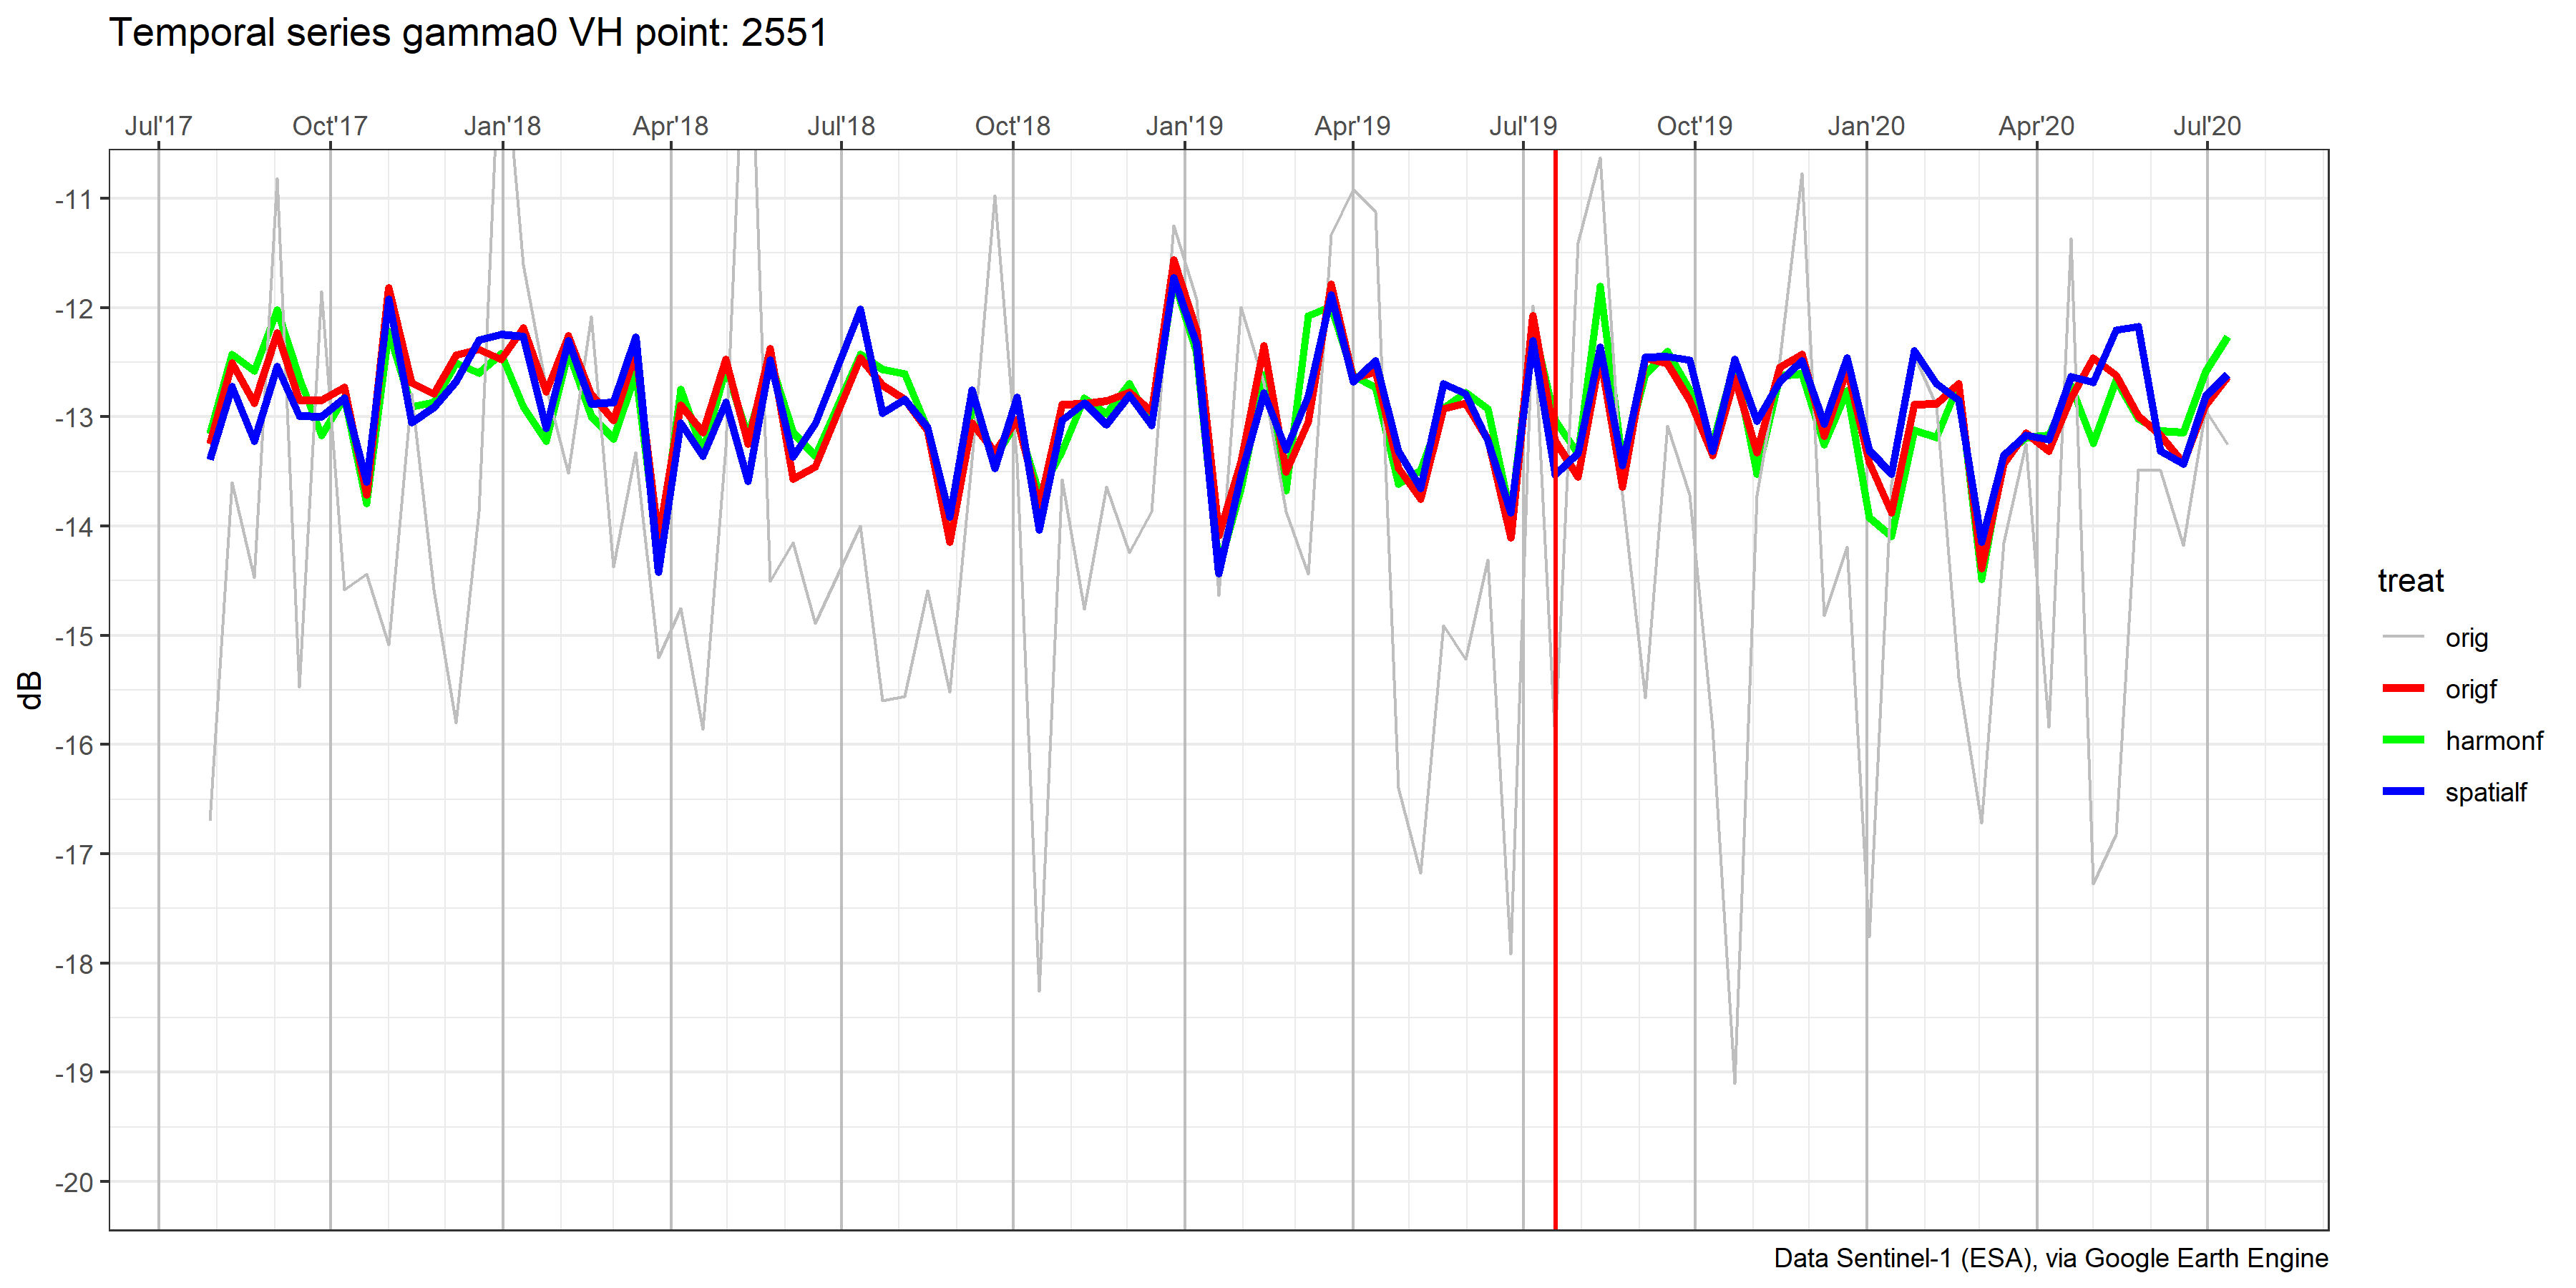 Temporal series gamma0 VH point: 2551
Jul'17 Oct'17 Jan'18 Apr'18 Jul'18 Oct'18 Jan'19 Apr'19 Jul'19 Oct'19 Jan'20 Apr'20 Jul'20
-11
-12
-13
-14
-15
-16
-17
-18
-19
-20
dB
treat
orig
origf
harmonf
spatialf
Data Sentinel-1 (ESA), via Google Earth Engine